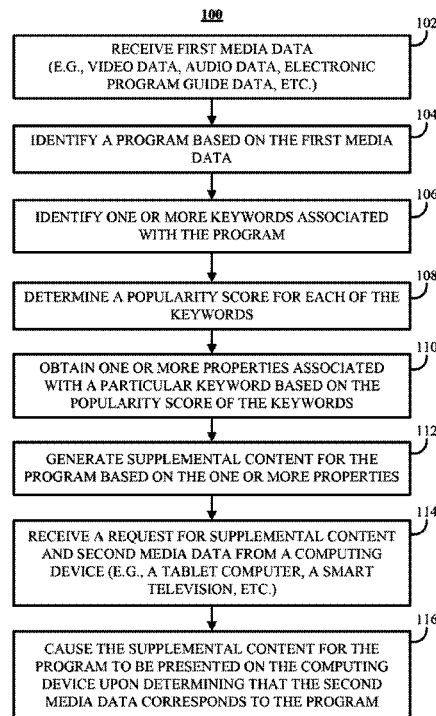 100
102
RECEIVE FIRST MEDIA DATA
(E.G., VIDEO DATA, AUDIO DATA, ELECTRONIC
PROGRAM GUIDE DATA, ETC.)
104
IDENTIFY A PROGRAM BASED ON THE FIRST MEDIA
DATA
106
IDENTIFY ONE OR MORE KEYWORDS ASSOCIATED
WITH THE PROGRAM
108
DETERMINE A POPULARITY SCORE FOR EACH OF THE
KEYWORDS
110
OBTAIN ONE OR MORE PROPERTIES ASSOCIATED
WITH A PARTICULAR KEYWORD BASED ON THE
POPULARITY SCORE OF THE KEYWORDS
112
GENERATE SUPPLEMENTAL CONTENT FOR THE
PROGRAM BASED ON THE ONE OR MORE PROPERTIES
114
RECEIVE A REQUEST FOR SUPPLEMENTAL CONTENT
AND SECOND MEDIA DATA FROM A COMPUTING
DEVICE (E.G., A TABLET COMPUTER, A SMART
TELEVISION, ETC.)
116
CAUSE THE SUPPLEMENTAL CONTENT FOR THE
PROGRAM TO BE PRESENTED ON THE COMPUTING
DEVICE UPON DETERMINING THAT THE SECOND
MEDIA DATA CORRESPONDS TO THE PROGRAM